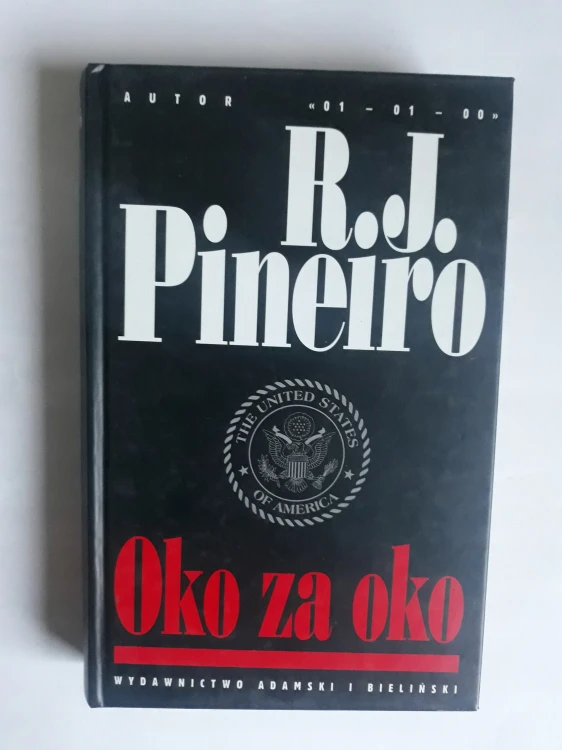 AUTOR «01 – 01 – 00»
R.J.
Pineiro
THE UNITED STATES
OF AMERICA
Oko za oko
WYDAWNICTWO ADAMSKI I BIELIŃSKI